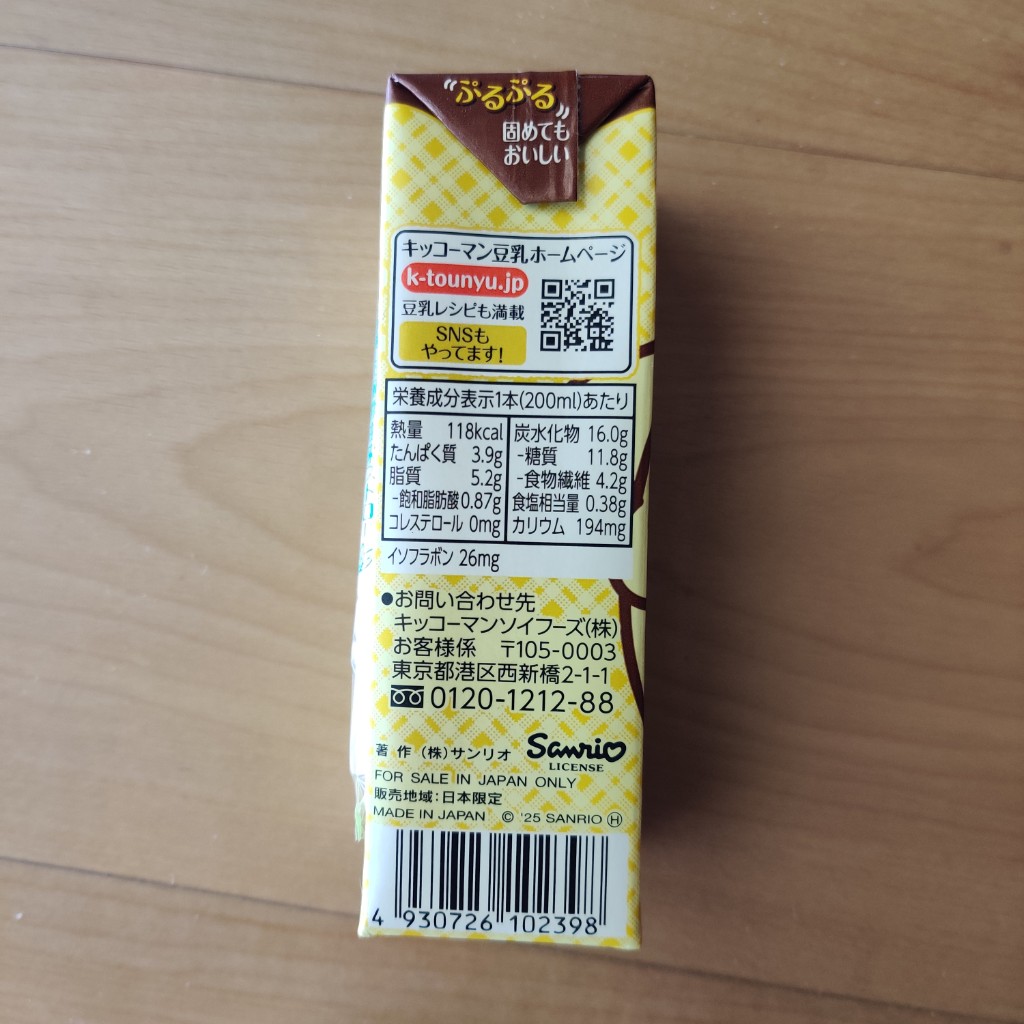 “ぷるぷる”
固めても
おいしい
キッコーマン豆乳ホームページ
k-tounyu.jp
豆乳レシピも満載
SNSも
やってます!
栄養成分表示1本(200ml)あたり
熱量 118kcal
たんぱく質 3.9g
脂質 5.2g
-飽和脂肪酸 0.87g
コレステロール 0mg
炭水化物 16.0g
-糖質 11.8g
-食物繊維 4.2g
食塩相当量 0.38g
カリウム 194mg
イソフラボン 26mg
●お問い合わせ先
キッコーマンソイフーズ(株)
お客様係 〒105-0003
東京都港区西新橋2-1-1
0120-1212-88
著作(株)サンリオ Sanrio
LICENSE
FOR SALE IN JAPAN ONLY
販売地域:日本限定
MADE IN JAPAN © '25 SANRIO Ⓗ
4 930726 102398